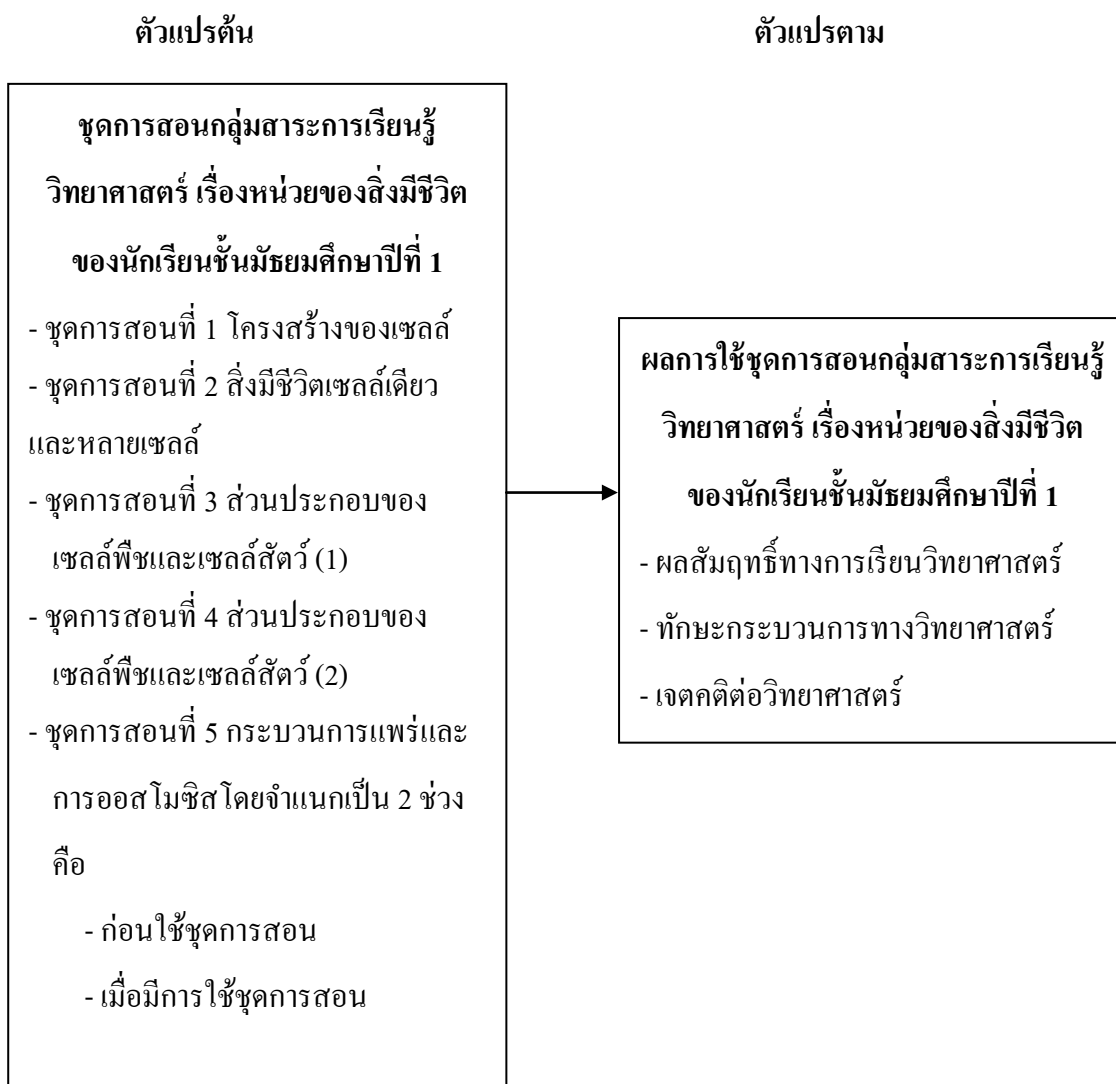 ตัวแปรต้น
ตัวแปรตาม
ชุดการสอนกลุ่มสาระการเรียนรู้
วิทยาศาสตร์ เรื่องหน่วยของสิ่งมีชีวิต
ของนักเรียนชั้นมัธยมศึกษาปีที่ 1
- ชุดการสอนที่ 1 โครงสร้างของเซลล์
- ชุดการสอนที่ 2 สิ่งมีชีวิตเซลล์เดียว
และหลายเซลล์
- ชุดการสอนที่ 3 ส่วนประกอบของ
เซลล์พืชและเซลล์สัตว์ (1)
- ชุดการสอนที่ 4 ส่วนประกอบของ
เซลล์พืชและเซลล์สัตว์ (2)
- ชุดการสอนที่ 5 กระบวนการแพร่และ
การออสโมซิสโดยจำแนกเป็น 2 ช่วง
คือ
- ก่อนใช้ชุดการสอน
- เมื่อมีการใช้ชุดการสอน
ผลการใช้ชุดการสอนกลุ่มสาระการเรียนรู้
วิทยาศาสตร์ เรื่องหน่วยของสิ่งมีชีวิต
ของนักเรียนชั้นมัธยมศึกษาปีที่ 1
- ผลสัมฤทธิ์ทางการเรียนวิทยาศาสตร์
- ทักษะกระบวนการทางวิทยาศาสตร์
- เจตคติต่อวิทยาศาสตร์